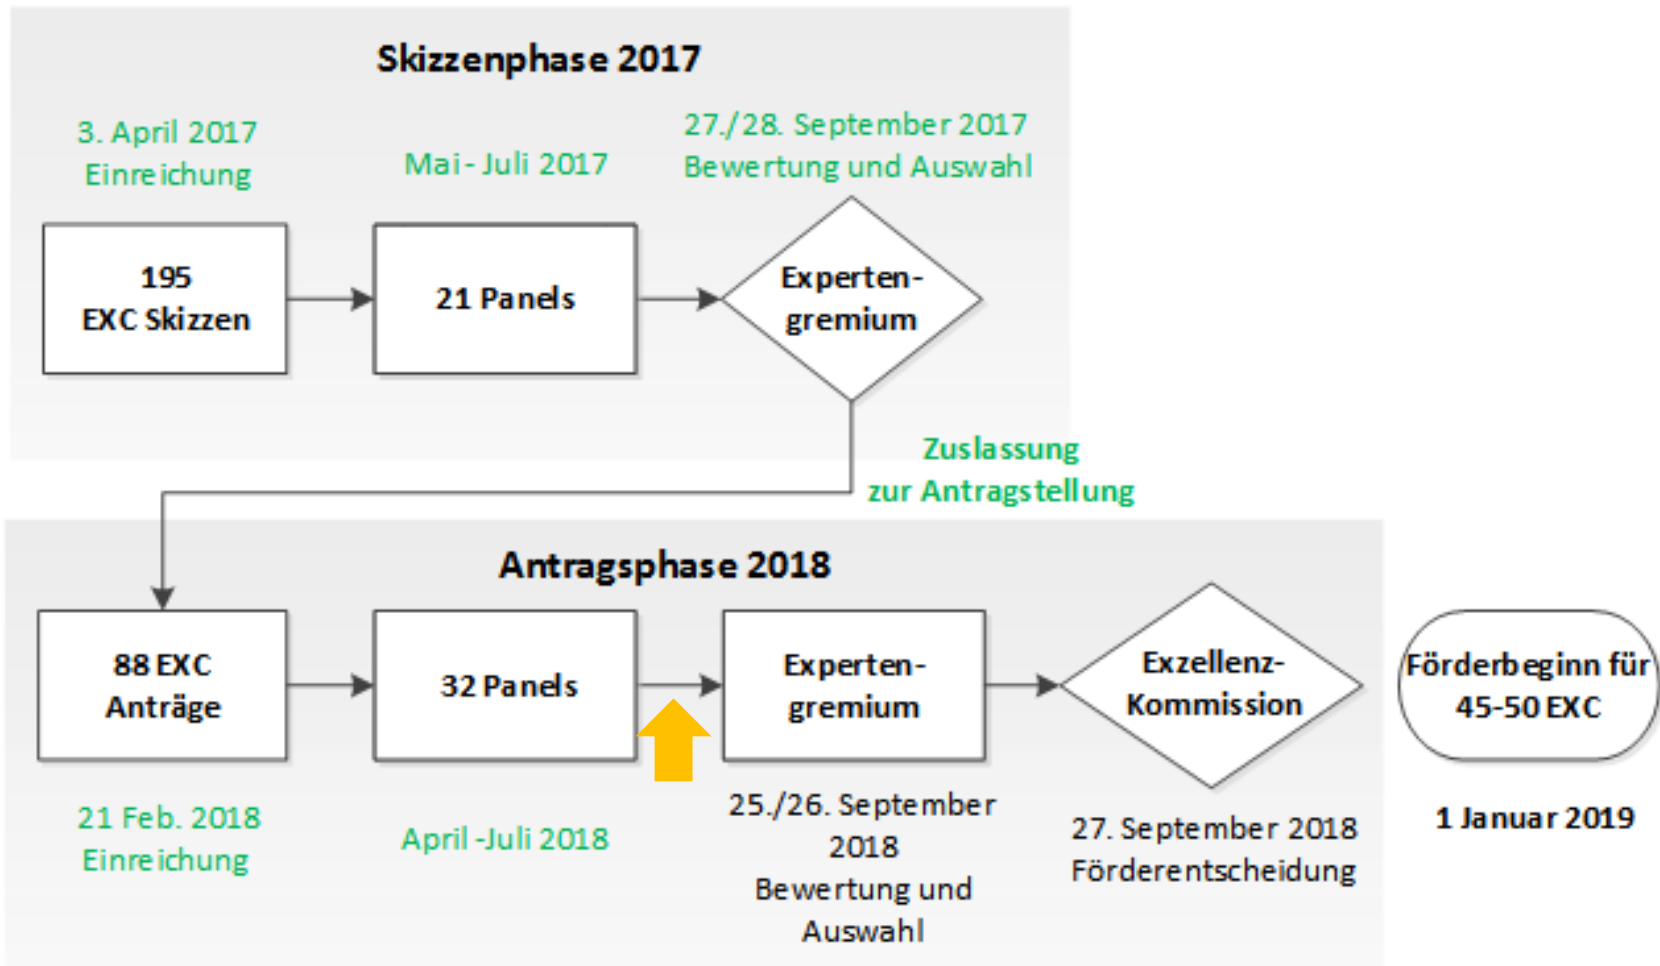 Skizzenphase 2017
3. April 2017
Einreichung
Mai - Juli 2017
27./28. September 2017
Bewertung und Auswahl
195
EXC Skizzen
21 Panels
Experten-
gremium
Zuslassung
zur Antragstellung
Antragsphase 2018
88 EXC
Anträge
32 Panels
Experten-
gremium
Exzellenz-
Kommission
Förderbeginn für
45-50 EXC
21 Feb. 2018
Einreichung
April -Juli 2018
25./26. September
2018
Bewertung und
Auswahl
27. September 2018
Förderentscheidung
1 Januar 2019